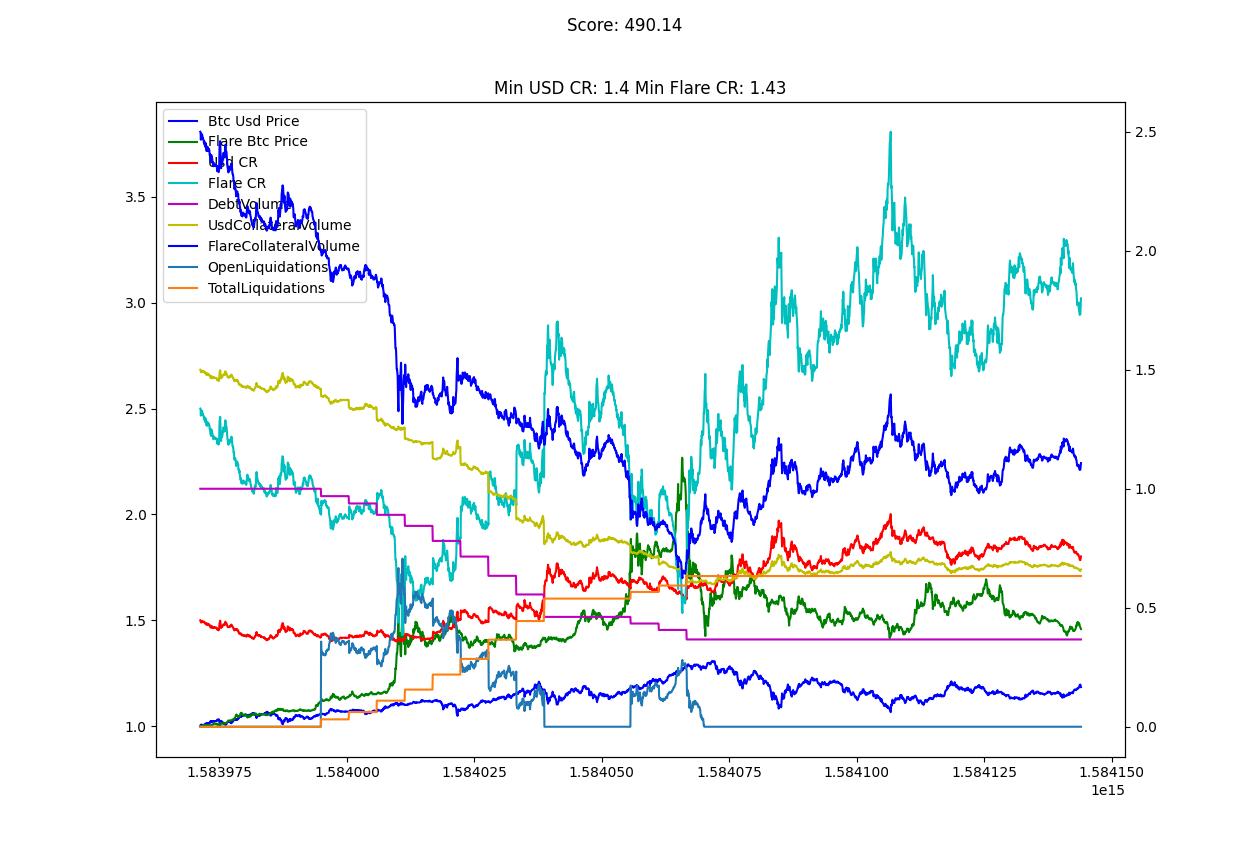 Score: 490.14
Min USD CR: 1.4 Min Flare CR: 1.43
Btc Usd Price
Flare Btc Price
Usd CR
Flare CR
DebtVolume
UsdCollateralVolume
FlareCollateralVolume
OpenLiquidations
TotalLiquidations
3.5
3.0
2.5
2.0
1.5
1.0
2.5
2.0
1.5
1.0
0.5
0.0
1.583975
1.584000
1.584025
1.584050
1.584075
1.584100
1.584125
1.584150
1e15